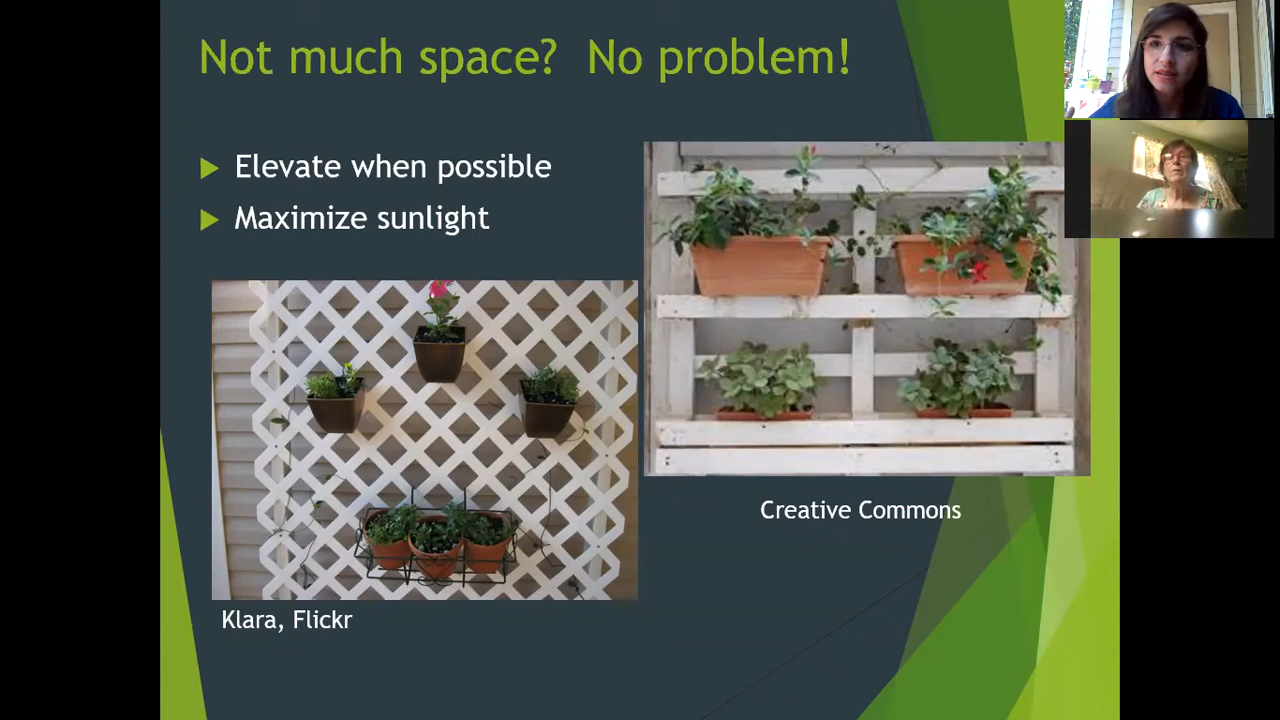 Not much space? No problem!
Elevate when possible
Maximize sunlight
Creative Commons
Klara, Flickr